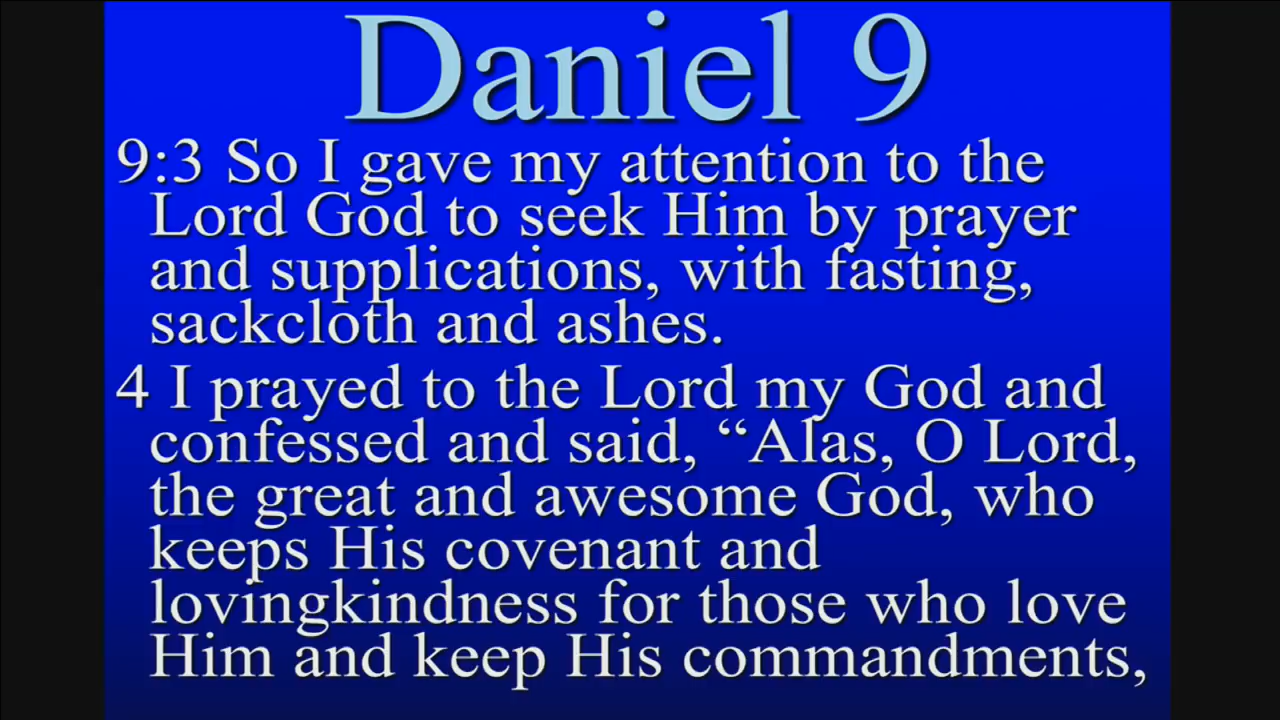 Daniel 9
9:3 So I gave my attention to the
Lord God to seek Him by prayer
and supplications, with fasting,
sackcloth and ashes.
4 I prayed to the Lord my God and
confessed and said, “Alas, O Lord,
the great and awesome God, who
keeps His covenant and
lovingkindness for those who love
Him and keep His commandments,